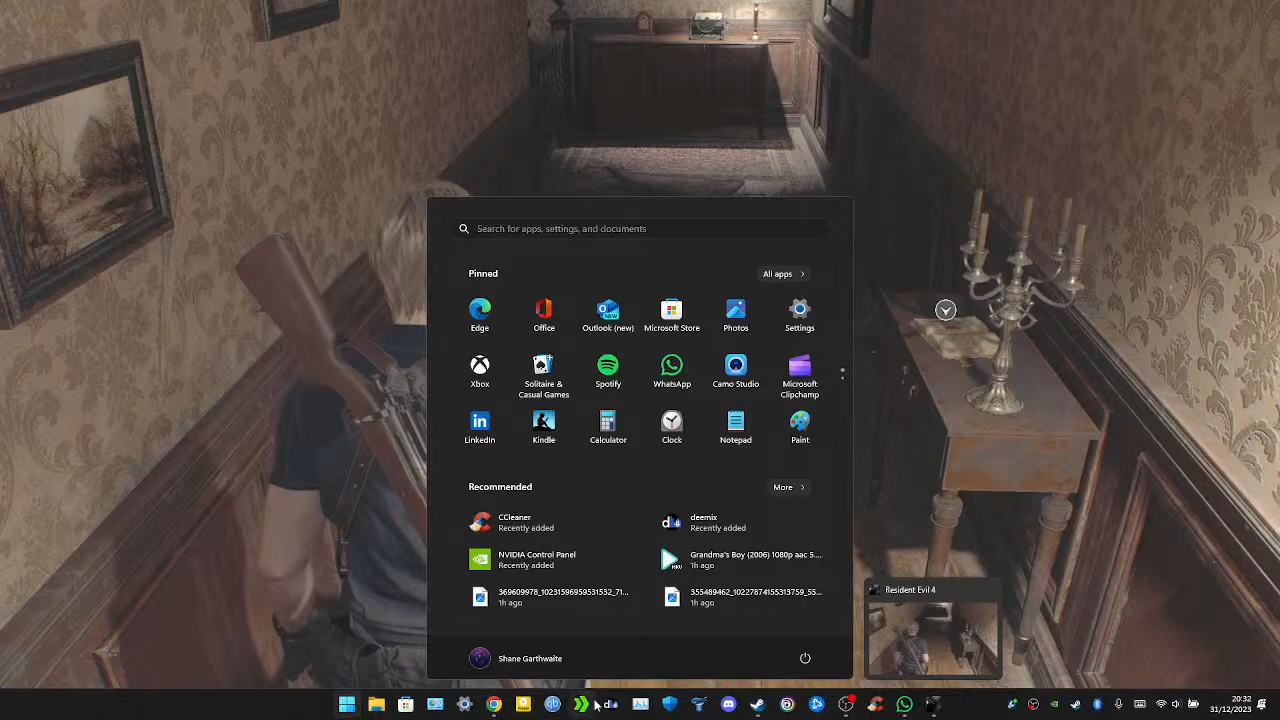 Search for apps, settings, and documents
Pinned
All apps
Edge
Office
Outlook (new)
Microsoft Store
Photos
Settings
Xbox
Solitaire &
Casual Games
Spotify
WhatsApp
Camo Studio
Microsoft
Clipchamp
LinkedIn
Kindle
Calculator
Clock
Notepad
Paint
Recommended
More
CCleaner
Recently added
deemix
Recently added
NVIDIA Control Panel
Recently added
Grandma's Boy (2006) 1080p aac 5....
1h ago
369609978_10231596959531532_71...
1h ago
355489462_10227874155313759_55...
1h ago
Resident Evil 4
Shane Garthwaite
20:32
31/12/2023